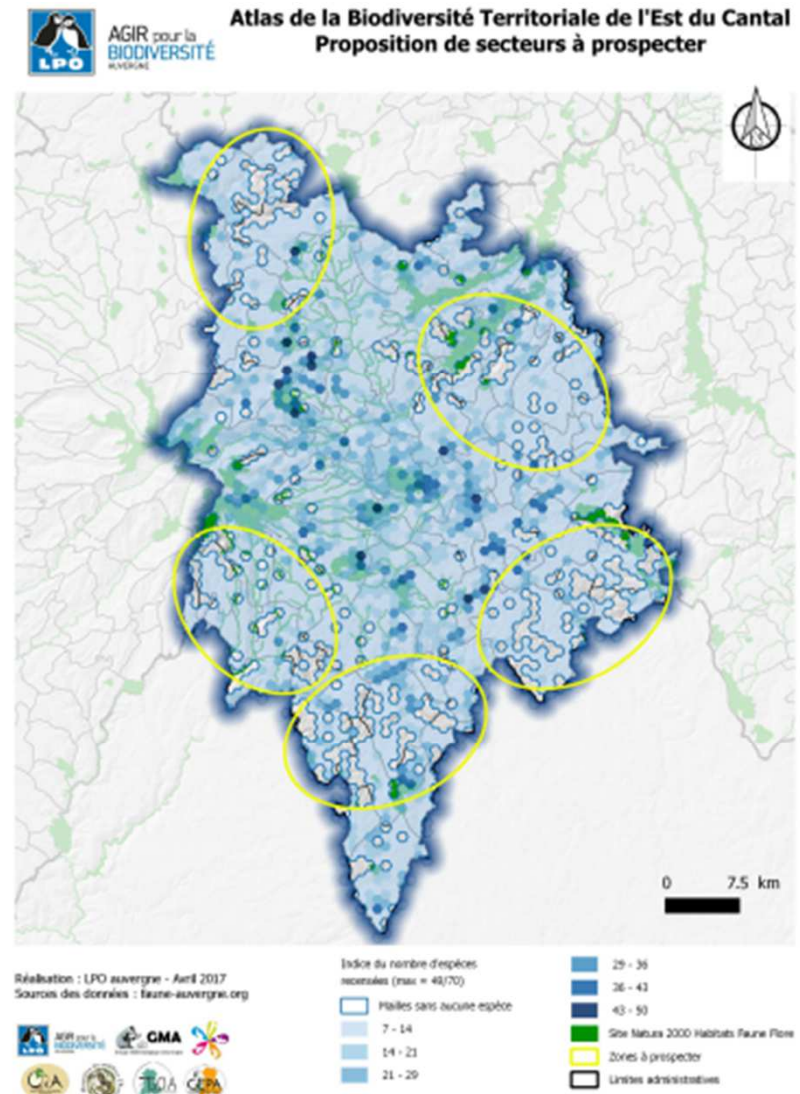 Atlas de la Biodiversité Territoriale de l'Est du Cantal
Proposition de secteurs à prospecter
AGIR pour la
BIODIVERSITÉ
AUVERGNE
LPO
0 7.5 km
Réalisation : LPO auvergne - Avril 2017
Sources des données : faune-auvergne.org
LPO
AGIR pour la
BIODIVERSITÉ
GMA
CEPA
Indice du nombre d'espèces
recensées (max = 49/70)
Mailles sans aucune espèce
7 - 14
14 - 21
21 - 29
29 - 36
36 - 43
43 - 50
Site Natura 2000 Habitats Faune Flore
Zones à prospecter
Limites administratives